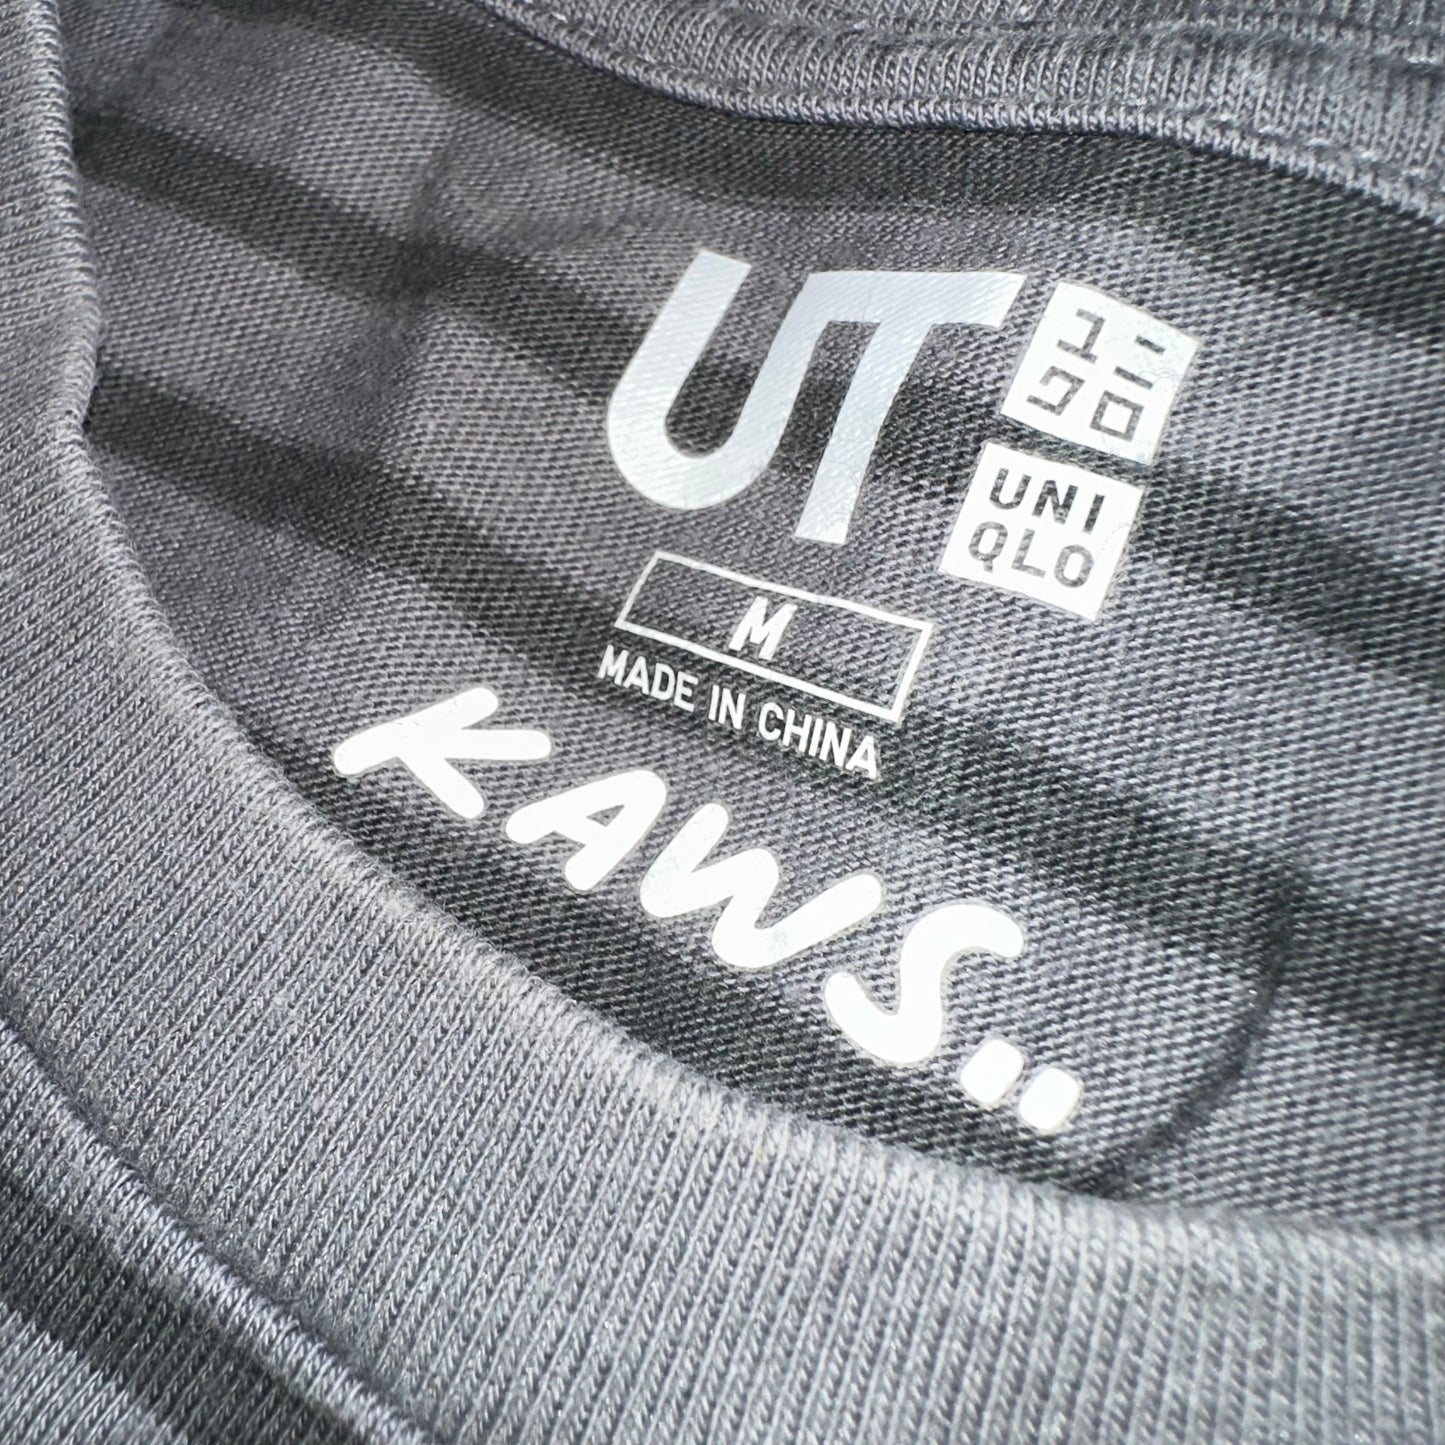 UT
ユニ
クロ
UNI
QLO
M
MADE IN CHINA
KAWS..